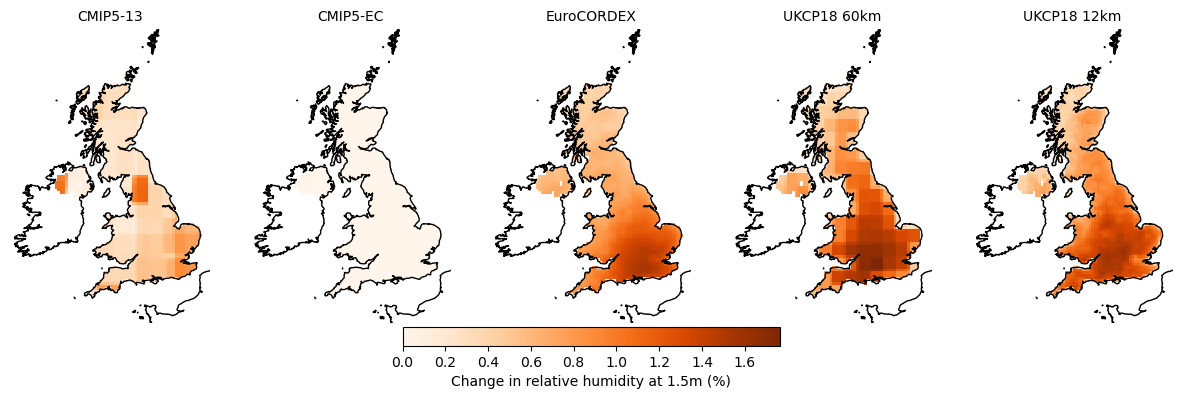 CMIP5-13 CMIP5-EC EuroCORDEX UKCP18 60km UKCP18 12km
0.0 0.2 0.4 0.6 0.8 1.0 1.2 1.4 1.6
Change in relative humidity at 1.5m (%)